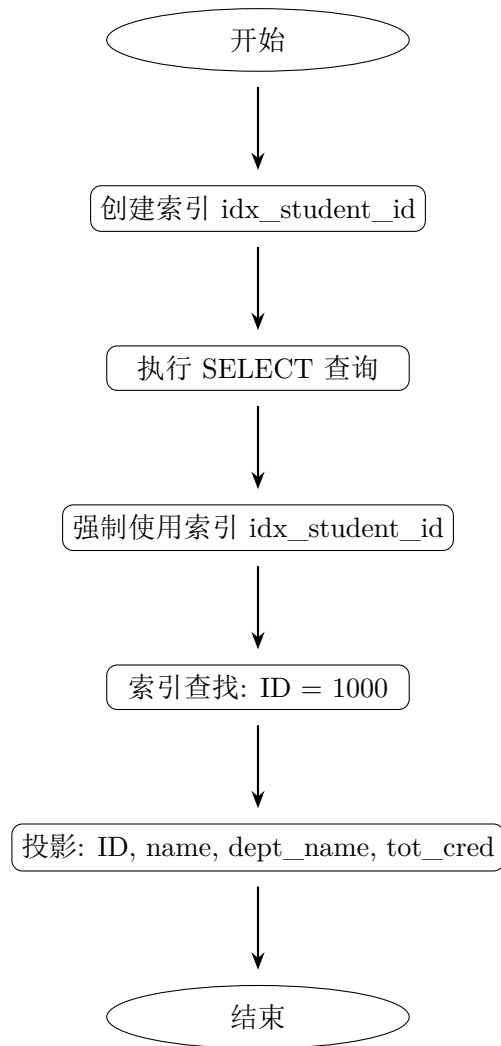 开始
创建索引 idx_student_id
执行 SELECT 查询
强制使用索引 idx_student_id
索引查找: ID = 1000
投影: ID, name, dept_name, tot_cred
结束